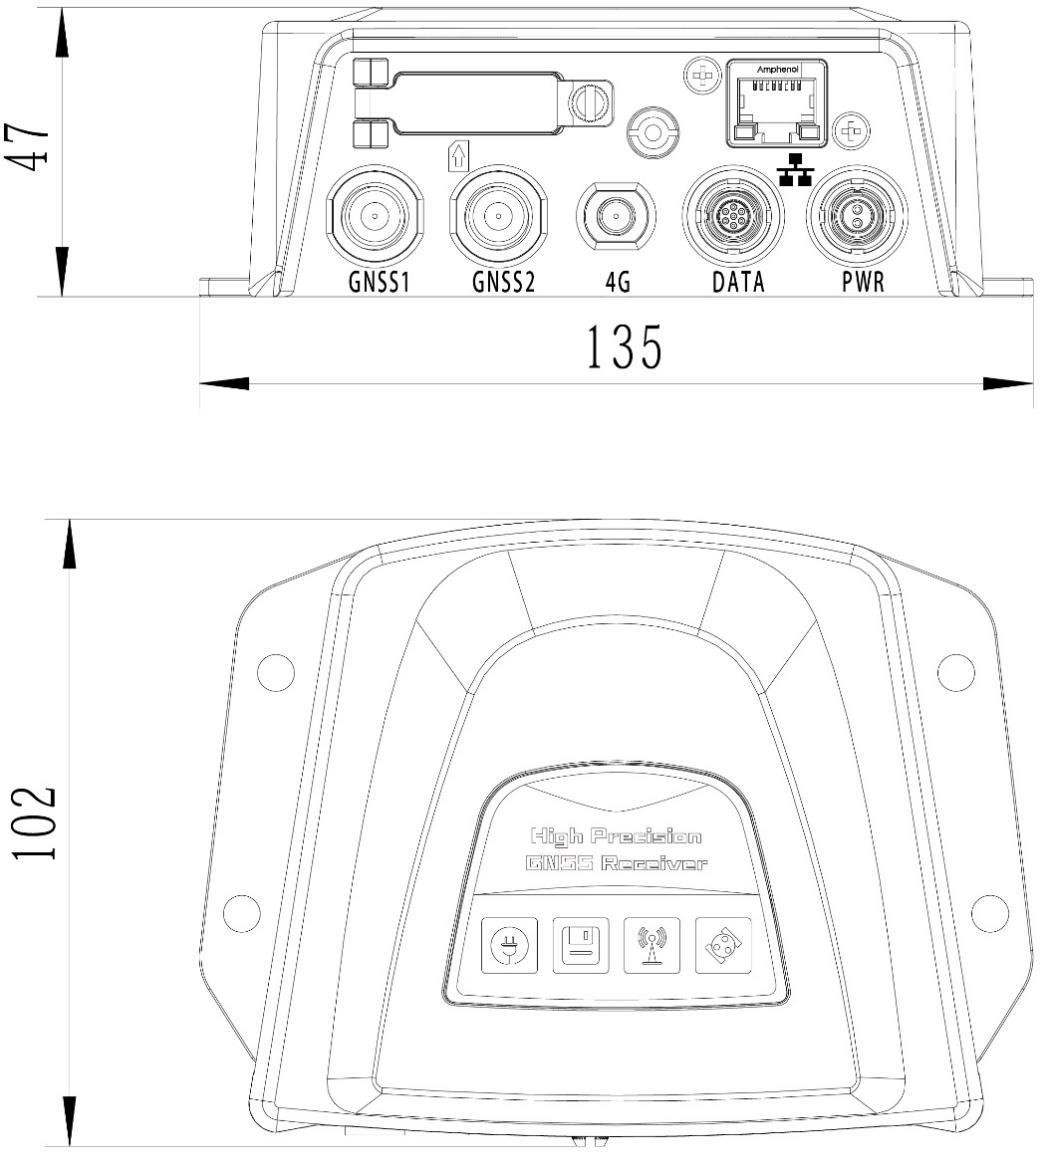 47
Amphenol
GNSS1 GNSS2 4G DATA PWR
135
102
High Precision
GNSS Receiver